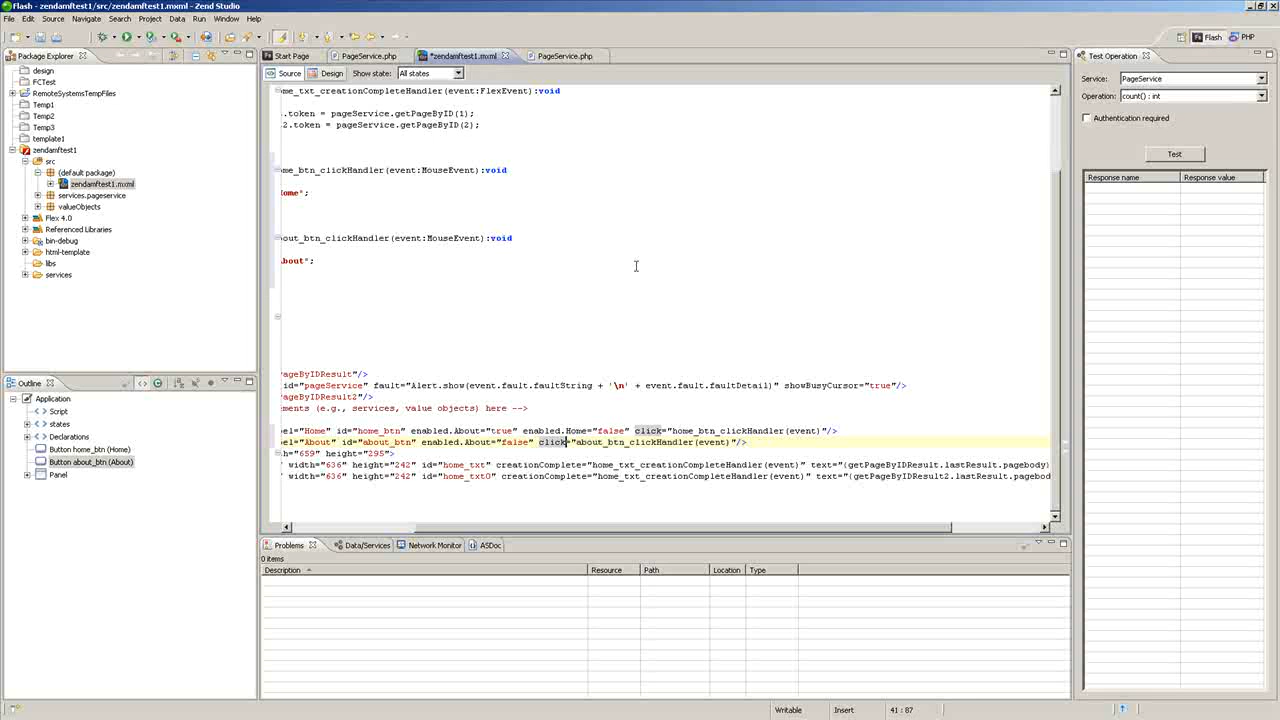 Flash - zendamftest1/src/zendamftest1.mxml - Zend Studio
File Edit Source Navigate Search Project Data Run Window Help
Flash PHP
Package Explorer
design
FCTest
RemoteSystemsTempFiles
Temp1
Temp2
Temp3
template1
zendamftest1
src
(default package)
zendamftest1.mxml
services.pageservice
valueObjects
Flex 4.0
Referenced Libraries
bin-debug
html-template
libs
services
Outline
Application
Script
states
Declarations
Button home_btn (Home)
Button about_btn (About)
Panel
Start Page PageService.php *zendamftest1.mxml PageService.php
Source Design Show state: All states
me_txt_creationCompleteHandler(event:FlexEvent):void
.token = pageService.getPageByID(1);
2.token = pageService.getPageByID(2);
me_btn_clickHandler(event:MouseEvent):void
Home";
out_btn_clickHandler(event:MouseEvent):void
About";
PageByIDResult"/>
id="pageService" fault="Alert.show(event.fault.faultString + '\n' + event.fault.faultDetail)" showBusyCursor="true"/>
PageByIDResult2"/>
ements (e.g., services, value objects) here -->
bel="Home" id="home_btn" enabled.About="true" enabled.Home="false" click="home_btn_clickHandler(event)"/>
bel="About" id="about_btn" enabled.About="false" click="about_btn_clickHandler(event)"/>
th="659" height="295">
" width="636" height="242" id="home_txt" creationComplete="home_txt_creationCompleteHandler(event)" text="{getPageByIDResult.lastResult.pagebody}
" width="636" height="242" id="home_txt0" creationComplete="home_txt_creationCompleteHandler(event)" text="{getPageByIDResult2.lastResult.pagebod
Problems Data/Services Network Monitor ASDoc
0 items
Description Resource Path Location Type
Test Operation
Service: PageService
Operation: count() : int
Authentication required
Test
Response name Response value
Writable Insert 41 : 87